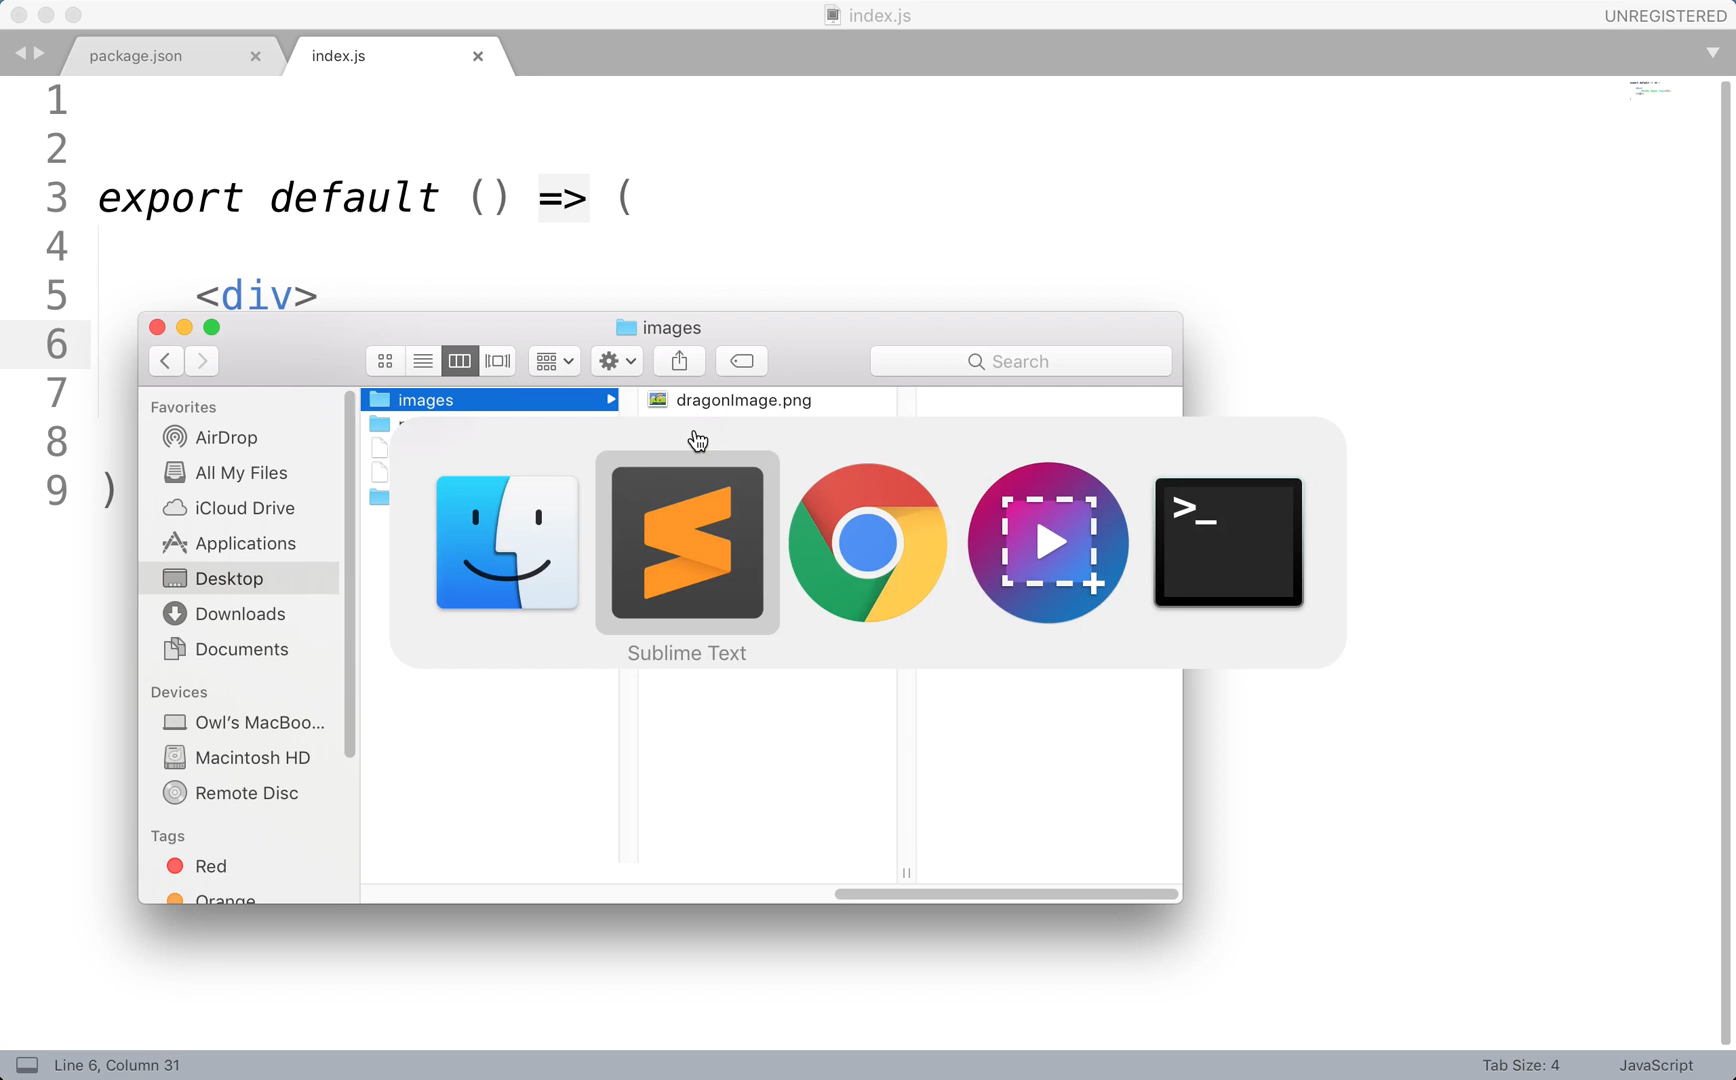 index.js
UNREGISTERED
package.json
index.js
1
2
3 export default () => (
4
5 <div>
6
7
8
9 )
images
Search
Favorites
AirDrop
All My Files
iCloud Drive
Applications
Desktop
Downloads
Documents
Devices
Owl's MacBoo...
Macintosh HD
Remote Disc
Tags
Red
Orange
images
dragonImage.png
>_
Sublime Text
Line 6, Column 31
Tab Size: 4
JavaScript